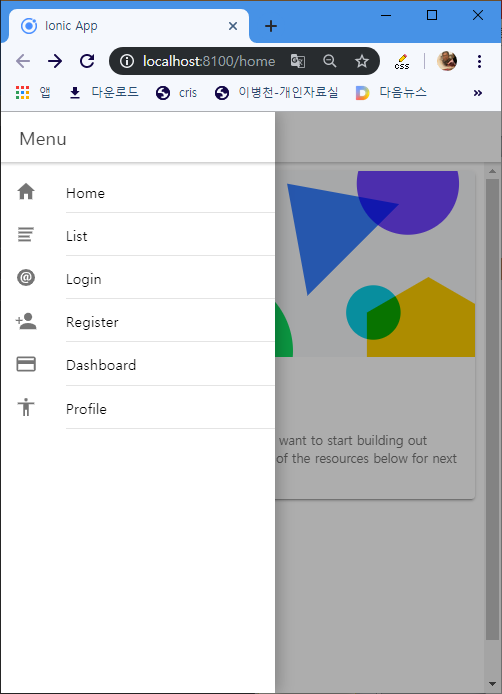 Ionic App
localhost:8100/home
css
앱
다운로드
cris
이병천-개인자료실
다음뉴스
»
Menu
Home
List
@ Login
Register
Dashboard
Profile
want to start building out
of the resources below for next